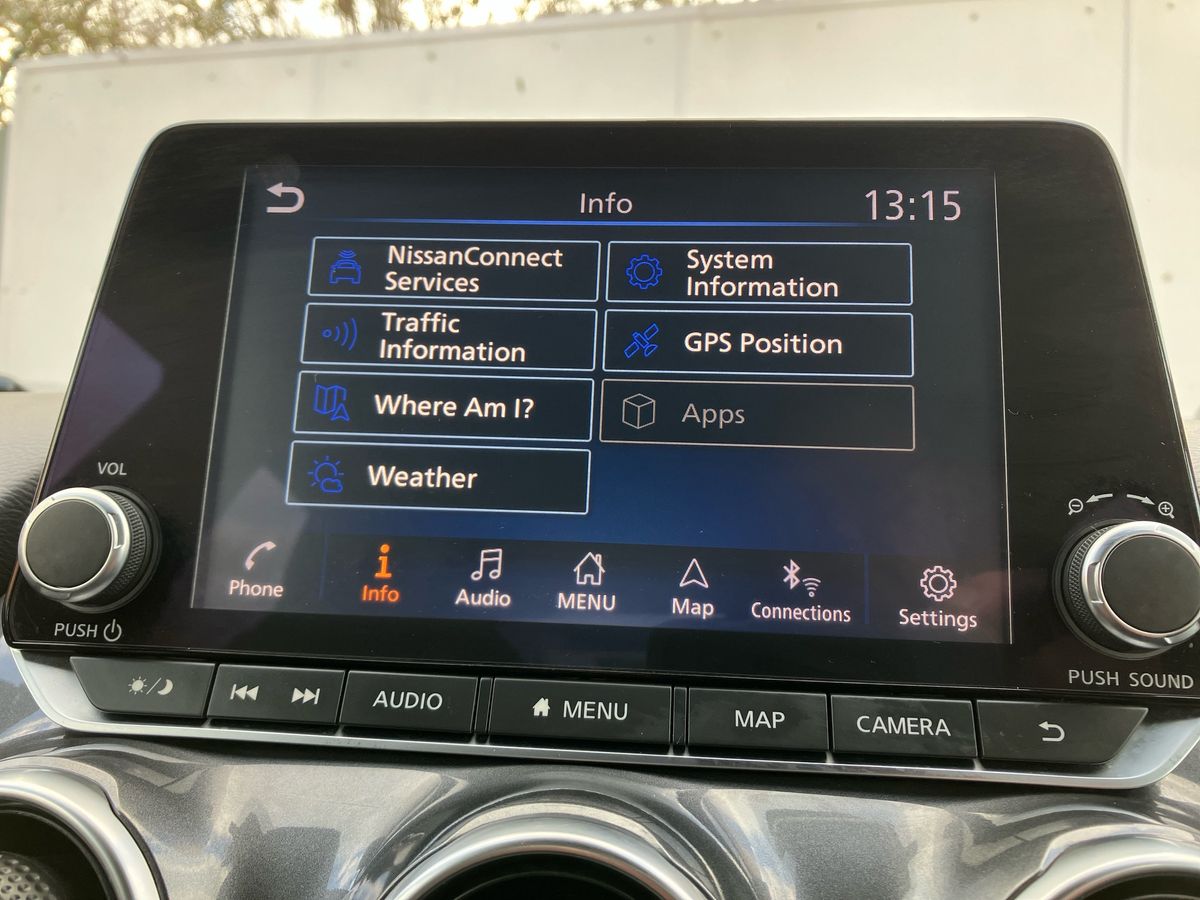 Info
13:15
NissanConnect
Services
System
Information
Traffic
Information
GPS Position
Where Am I?
Apps
Weather
VOL
PUSH
Phone
Info
Audio
MENU
Map
Connections
Settings
PUSH SOUND
AUDIO
MENU
MAP
CAMERA